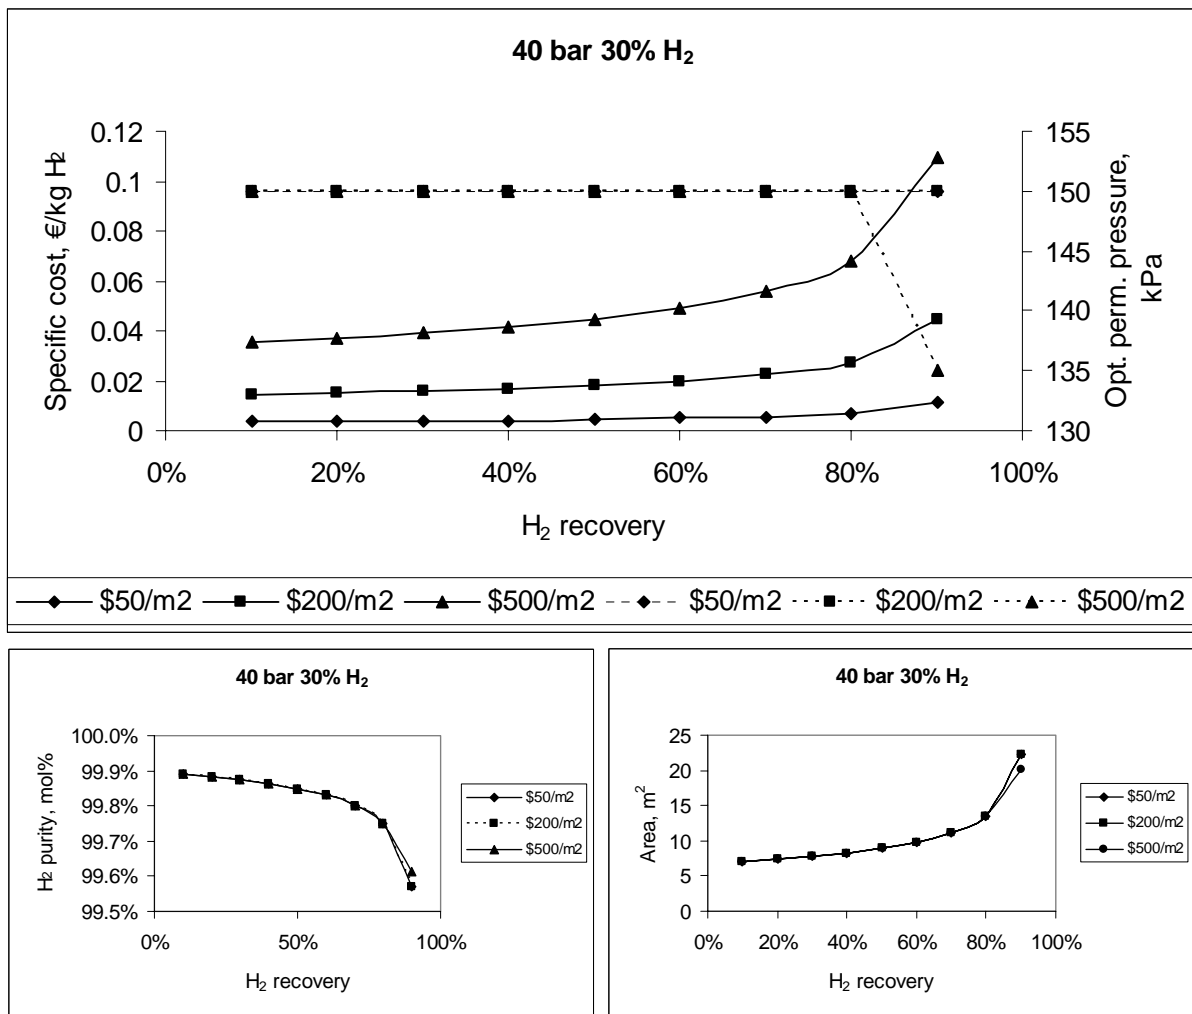 40 bar 30% H2
Specific cost, €/kg H2
0.12
0.1
0.08
0.06
0.04
0.02
0
155
150
145
140
135
130
Opt. perm. pressure,
kPa
0% 20% 40% 60% 80% 100%
H2 recovery
$50/m2 $200/m2 $500/m2 $50/m2 $200/m2 $500/m2
40 bar 30% H2
H2 purity, mol%
100.0%
99.9%
99.8%
99.7%
99.6%
99.5%
0% 50% 100%
H2 recovery
$50/m2
$200/m2
$500/m2
40 bar 30% H2
Area, m2
25
20
15
10
5
0
0% 20% 40% 60% 80% 100%
H2 recovery
$50/m2
$200/m2
$500/m2